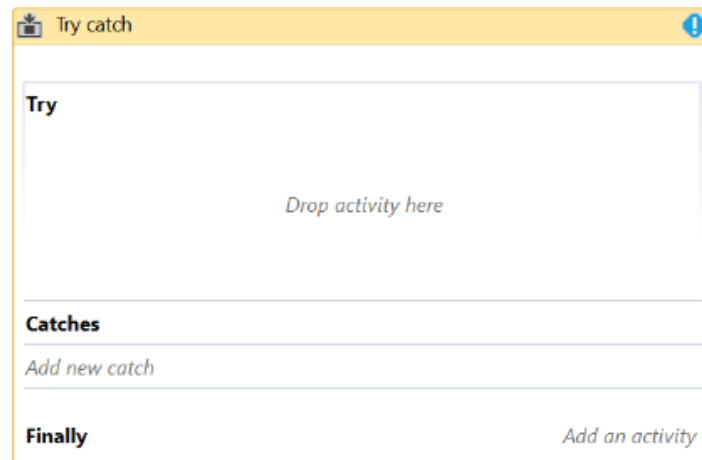 Try catch
Try
Drop activity here
Catches
Add new catch
Finally Add an activity